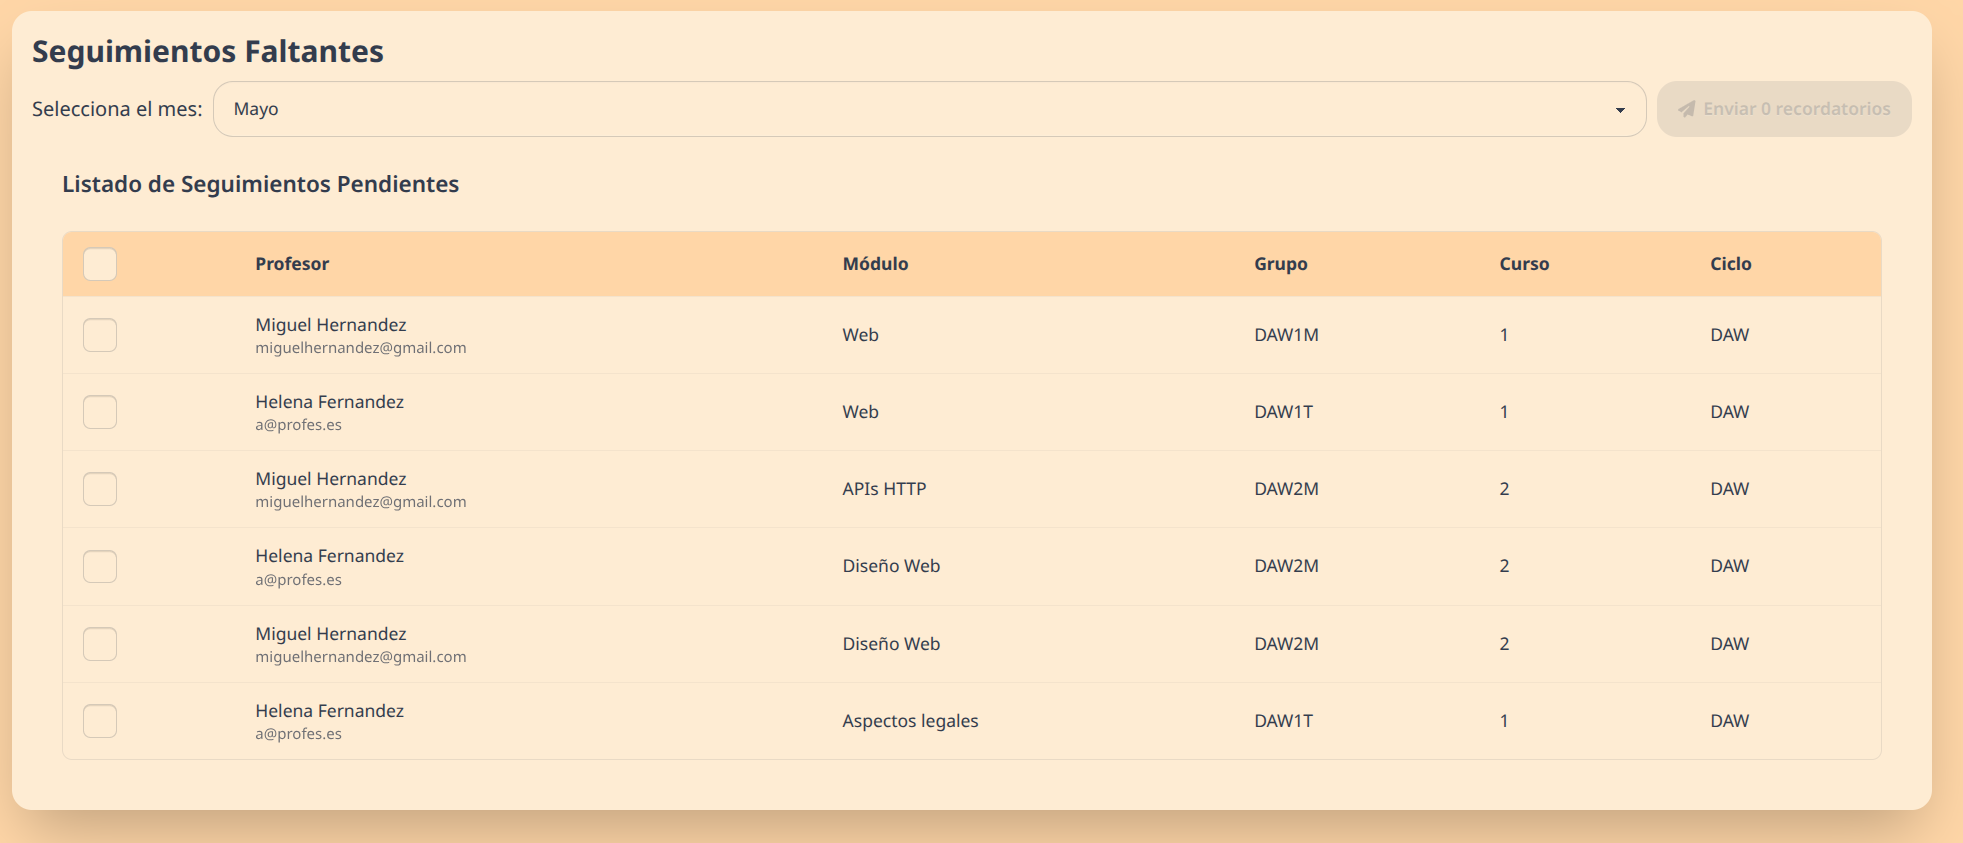 Seguimientos Faltantes
Selecciona el mes: Mayo Enviar 0 recordatorios
Listado de Seguimientos Pendientes
Profesor Módulo Grupo Curso Ciclo
Miguel Hernandez
miguelhernandez@gmail.com
Web DAW1M 1 DAW
Helena Fernandez
a@profes.es
Web DAW1T 1 DAW
Miguel Hernandez
miguelhernandez@gmail.com
APIs HTTP DAW2M 2 DAW
Helena Fernandez
a@profes.es
Diseño Web DAW2M 2 DAW
Miguel Hernandez
miguelhernandez@gmail.com
Diseño Web DAW2M 2 DAW
Helena Fernandez
a@profes.es
Aspectos legales DAW1T 1 DAW